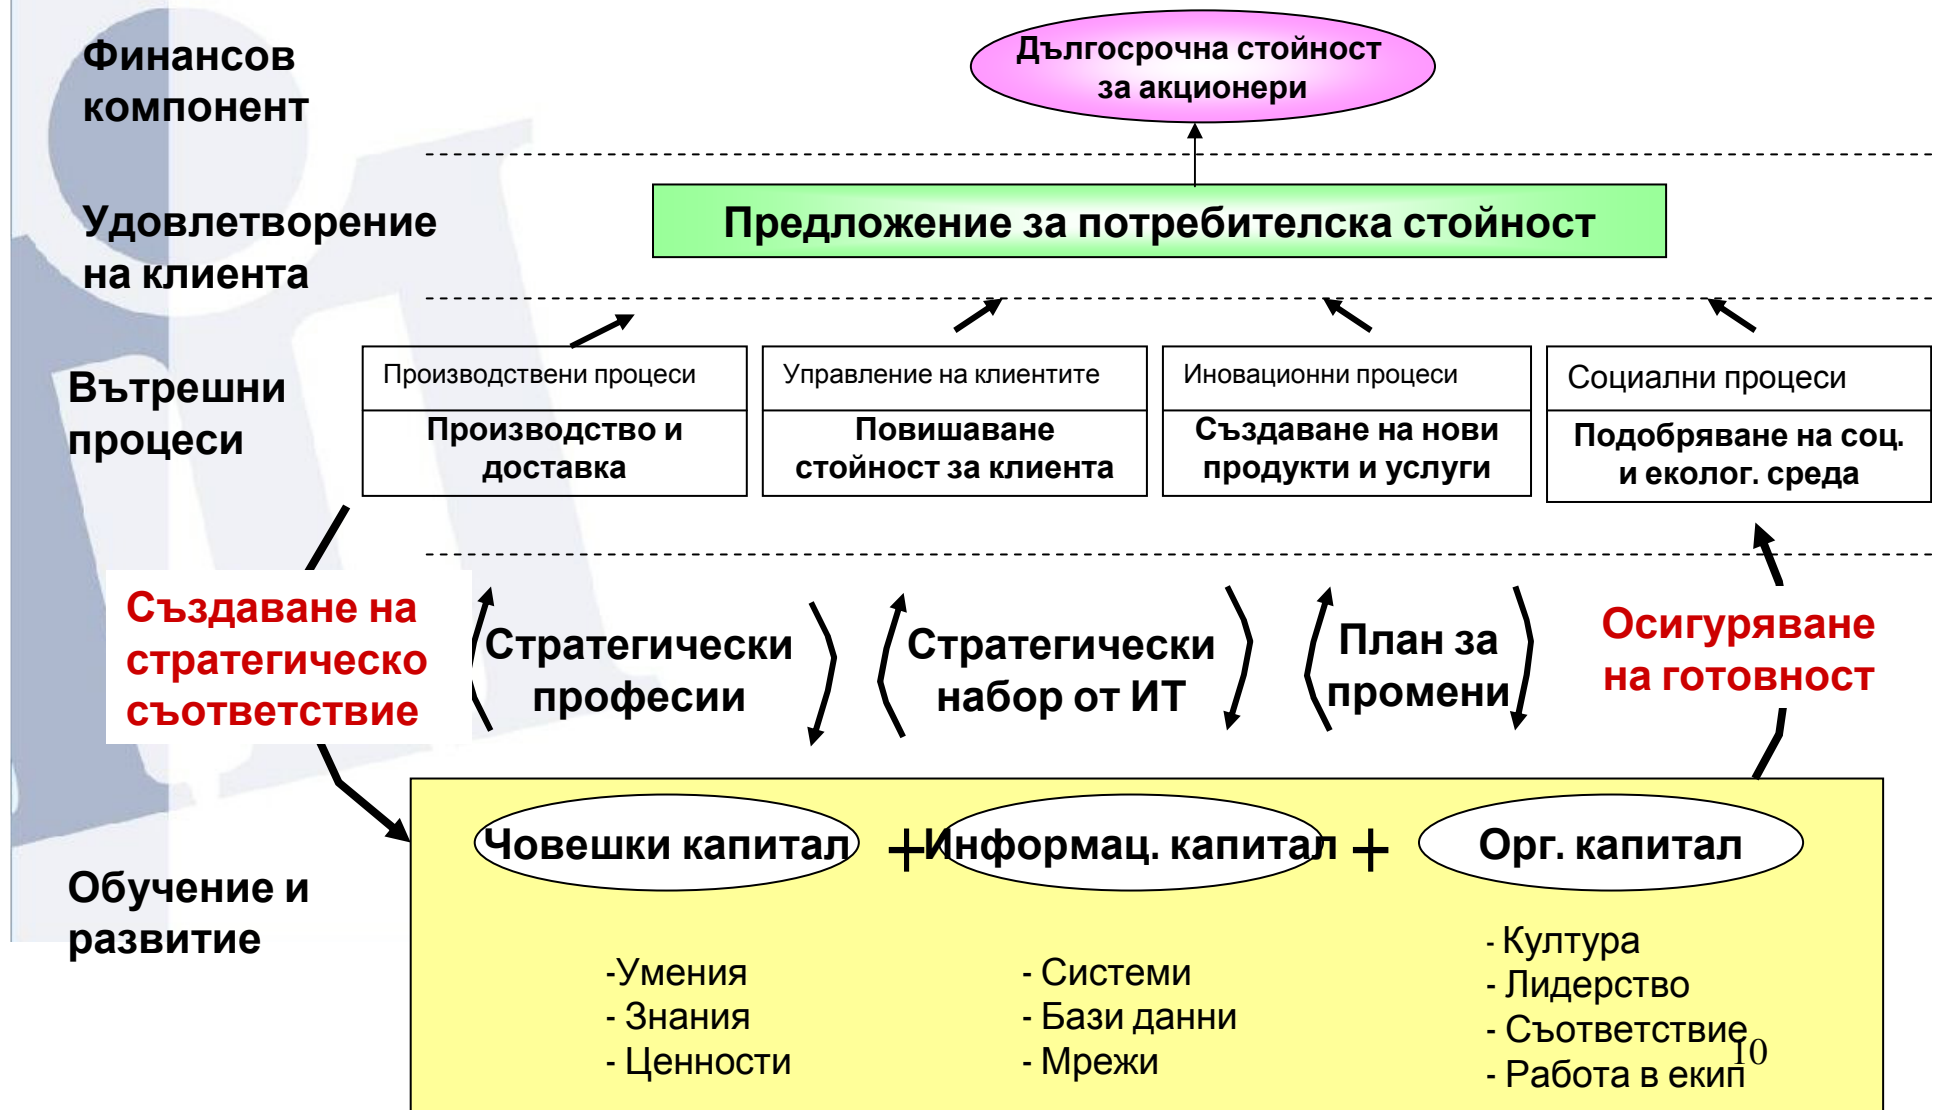 Финансов
компонент
Дългосрочна стойност
за акционери
Удовлетворение
на клиента
Предложение за потребителска стойност
Вътрешни
процеси
Производствени процеси
Производство и
доставка
Управление на клиентите
Повишаване
стойност за клиента
Иновационни процеси
Създаване на нови
продукти и услуги
Социални процеси
Подобряване на соц.
и еколог. среда
Създаване на
стратегическо
съответствие
Стратегически
професии
Стратегически
набор от ИТ
План за
промени
Осигуряване
на готовност
Обучение и
развитие
Човешки капитал + Информац. капитал + Орг. капитал
-Умения
- Знания
- Ценности
- Системи
- Бази данни
- Мрежи
- Култура
- Лидерство
- Съответствие
- Работа в екип
10